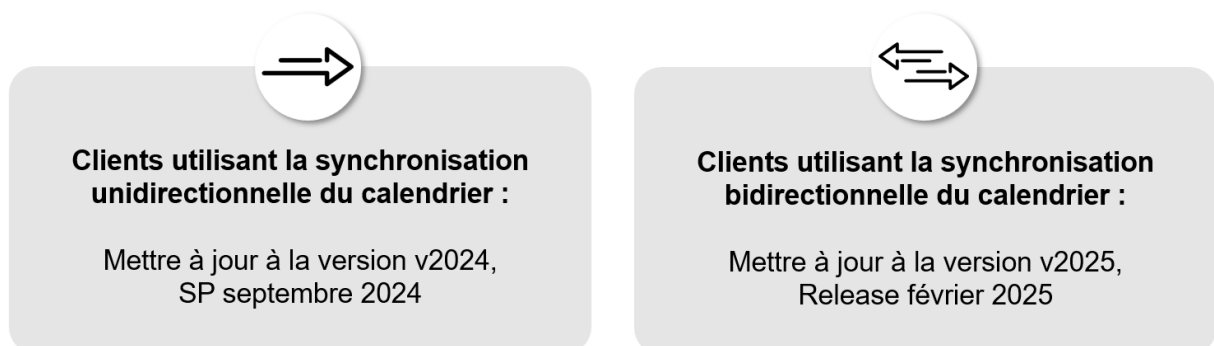 Clients utilisant la synchronisation
unidirectionnelle du calendrier :
Mettre à jour à la version v2024,
SP septembre 2024
Clients utilisant la synchronisation
bidirectionnelle du calendrier :
Mettre à jour à la version v2025,
Release février 2025